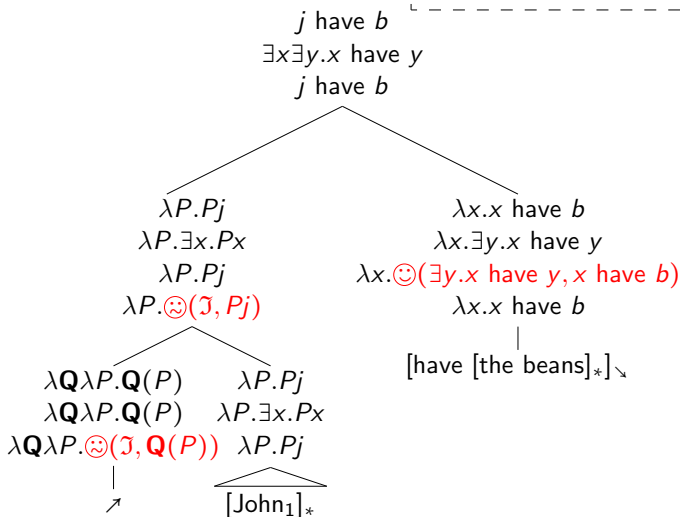 j have b
∃x∃y.x have y
j have b
λP.Pj λx.x have b
λP.∃x.Px λx.∃y.x have y
λP.Pj λx.☺(∃y.x have y, x have b)
λP.☹(ℑ, Pj) λx.x have b
[have [the beans]*]↘
λQλP.Q(P) λP.Pj
λQλP.Q(P) λP.∃x.Px
λQλP.☹(ℑ, Q(P)) λP.Pj
↗ [John₁]*